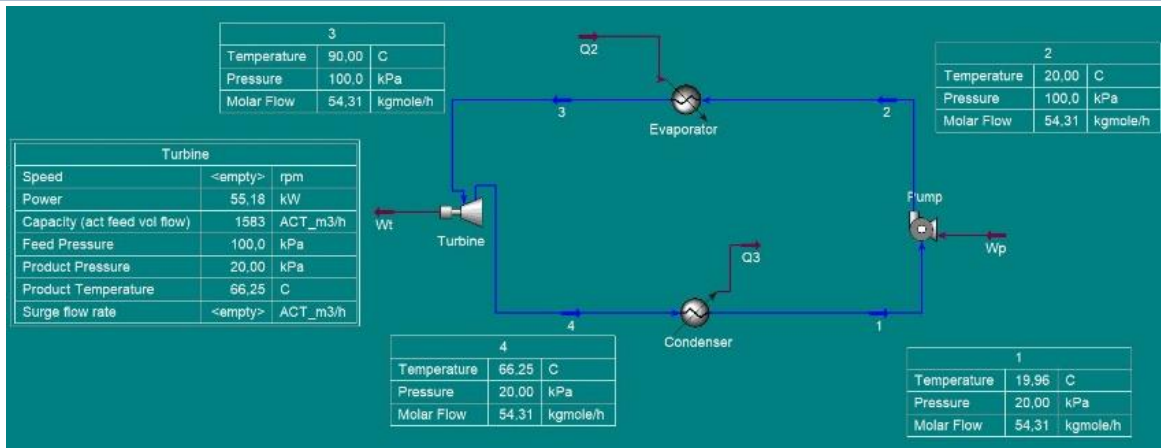 3
Temperature 90,00 C
Pressure 100,0 kPa
Molar Flow 54,31 kgmole/h
Q2
Evaporator
3
2
2
Temperature 20,00 C
Pressure 100,0 kPa
Molar Flow 54,31 kgmole/h
Turbine
Speed <empty> rpm
Power 55,18 kW
Capacity (act feed vol flow) 1583 ACT_m3/h
Feed Pressure 100,0 kPa
Product Pressure 20,00 kPa
Product Temperature 66,25 C
Surge flow rate <empty> ACT_m3/h
Wt
Turbine
Pump
Wp
Q3
Condenser
4
1
4
Temperature 66,25 C
Pressure 20,00 kPa
Molar Flow 54,31 kgmole/h
1
Temperature 19,96 C
Pressure 20,00 kPa
Molar Flow 54,31 kgmole/h